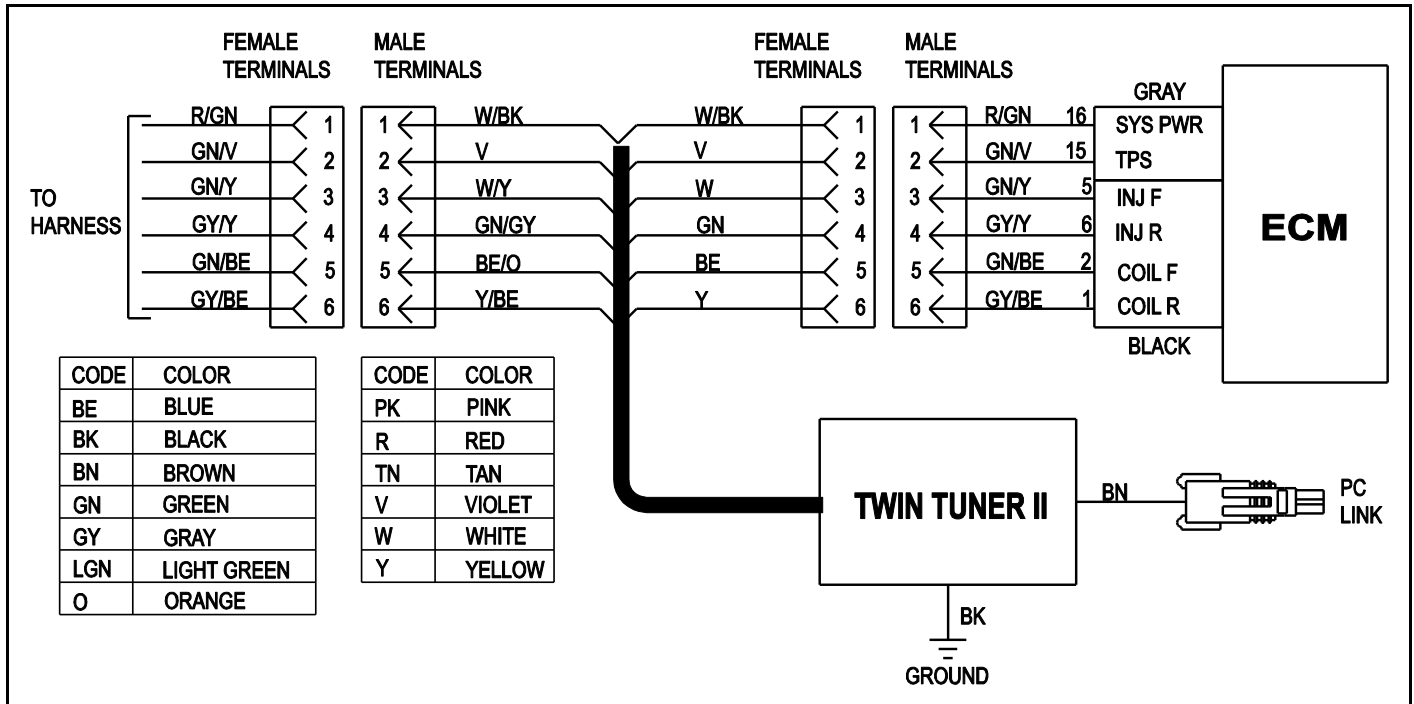 FEMALE TERMINALS
MALE TERMINALS
FEMALE TERMINALS
MALE TERMINALS
GRAY
R/GN 1 1 W/BK W/BK 1 1 R/GN 16 SYS PWR
GN/V 2 2 V V 2 2 GN/V 15 TPS
GN/Y 3 3 W/Y W 3 3 GN/Y 5 INJ F
GY/Y 4 4 GN/GY GN 4 4 GY/Y 6 INJ R
GN/BE 5 5 BE/O BE 5 5 GN/BE 2 COIL F
GY/BE 6 6 Y/BE Y 6 6 GY/BE 1 COIL R
TO
HARNESS
ECM
BLACK
CODE COLOR
BE BLUE
BK BLACK
BN BROWN
GN GREEN
GY GRAY
LGN LIGHT GREEN
O ORANGE
CODE COLOR
PK PINK
R RED
TN TAN
V VIOLET
W WHITE
Y YELLOW
TWIN TUNER II
BN
PC
LINK
BK
GROUND